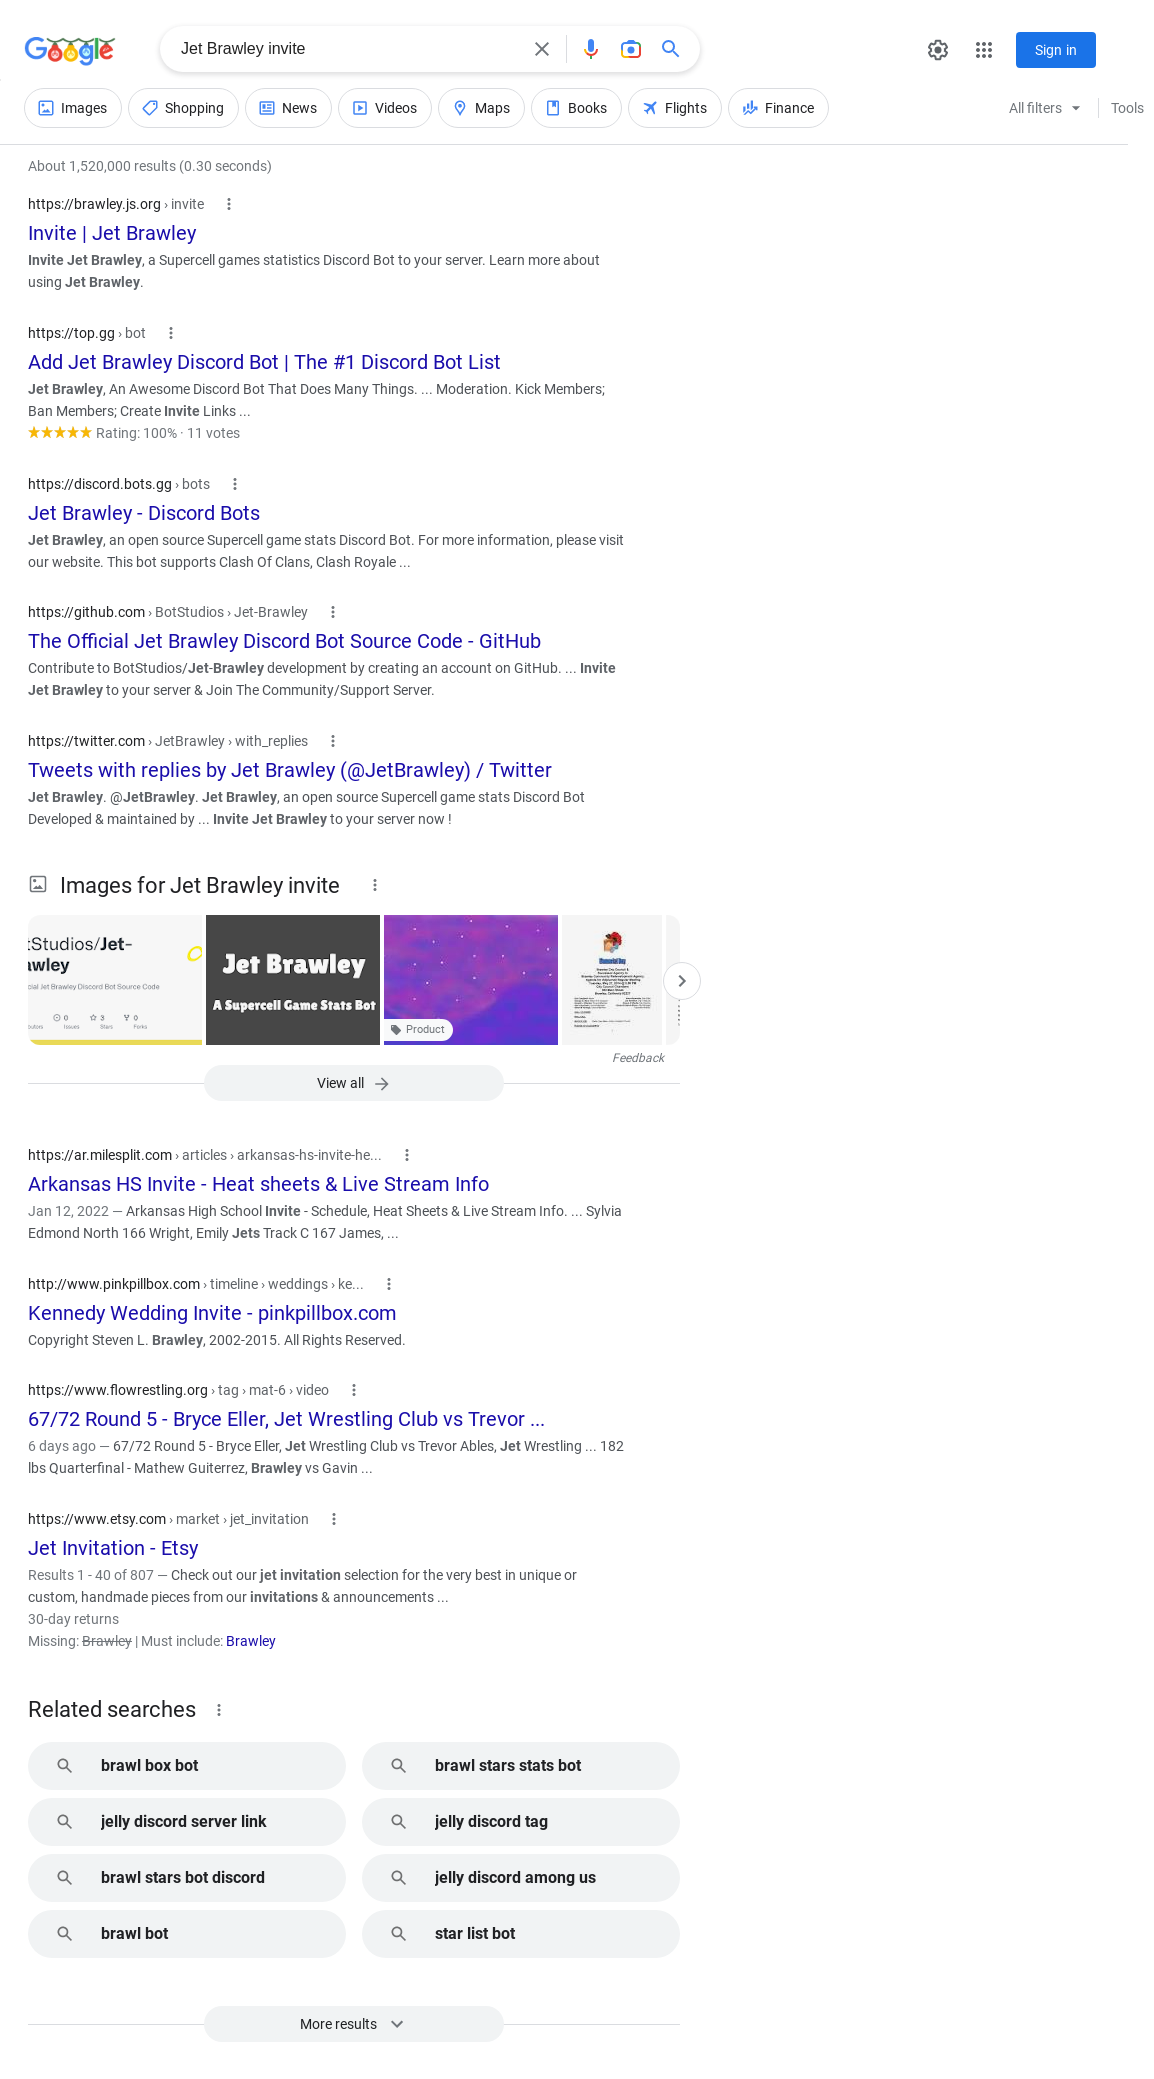 Google
Jet Brawley invite
Sign in
Images
Shopping
News
Videos
Maps
Books
Flights
Finance
All filters
Tools
About 1,520,000 results (0.30 seconds)
https://brawley.js.org › invite
Invite | Jet Brawley
Invite Jet Brawley, a Supercell games statistics Discord Bot to your server. Learn more about
using Jet Brawley.
https://top.gg › bot
Add Jet Brawley Discord Bot | The #1 Discord Bot List
Jet Brawley, An Awesome Discord Bot That Does Many Things. ... Moderation. Kick Members;
Ban Members; Create Invite Links ...
Rating: 100% · 11 votes
https://discord.bots.gg › bots
Jet Brawley - Discord Bots
Jet Brawley, an open source Supercell game stats Discord Bot. For more information, please visit
our website. This bot supports Clash Of Clans, Clash Royale ...
https://github.com › BotStudios › Jet-Brawley
The Official Jet Brawley Discord Bot Source Code - GitHub
Contribute to BotStudios/Jet-Brawley development by creating an account on GitHub. ... Invite
Jet Brawley to your server & Join The Community/Support Server.
https://twitter.com › JetBrawley › with_replies
Tweets with replies by Jet Brawley (@JetBrawley) / Twitter
Jet Brawley. @JetBrawley. Jet Brawley, an open source Supercell game stats Discord Bot
Developed & maintained by ... Invite Jet Brawley to your server now !
Images for Jet Brawley invite
tStudios/Jet-
awley
cial Jet Brawley Discord Bot Source Code
0
3
0
butors
Issues
Stars
Forks
Jet Brawley
A Supercell Game Stats Bot
Product
Memorial Day
Feedback
View all
https://ar.milesplit.com › articles › arkansas-hs-invite-he...
Arkansas HS Invite - Heat sheets & Live Stream Info
Jan 12, 2022 — Arkansas High School Invite - Schedule, Heat Sheets & Live Stream Info. ... Sylvia
Edmond North 166 Wright, Emily Jets Track C 167 James, ...
http://www.pinkpillbox.com › timeline › weddings › ke...
Kennedy Wedding Invite - pinkpillbox.com
Copyright Steven L. Brawley, 2002-2015. All Rights Reserved.
https://www.flowrestling.org › tag › mat-6 › video
67/72 Round 5 - Bryce Eller, Jet Wrestling Club vs Trevor ...
6 days ago — 67/72 Round 5 - Bryce Eller, Jet Wrestling Club vs Trevor Ables, Jet Wrestling ... 182
lbs Quarterfinal - Mathew Guiterrez, Brawley vs Gavin ...
https://www.etsy.com › market › jet_invitation
Jet Invitation - Etsy
Results 1 - 40 of 807 — Check out our jet invitation selection for the very best in unique or
custom, handmade pieces from our invitations & announcements ...
30-day returns
Missing: Brawley | Must include: Brawley
Related searches
brawl box bot
brawl stars stats bot
jelly discord server link
jelly discord tag
brawl stars bot discord
jelly discord among us
brawl bot
star list bot
More results